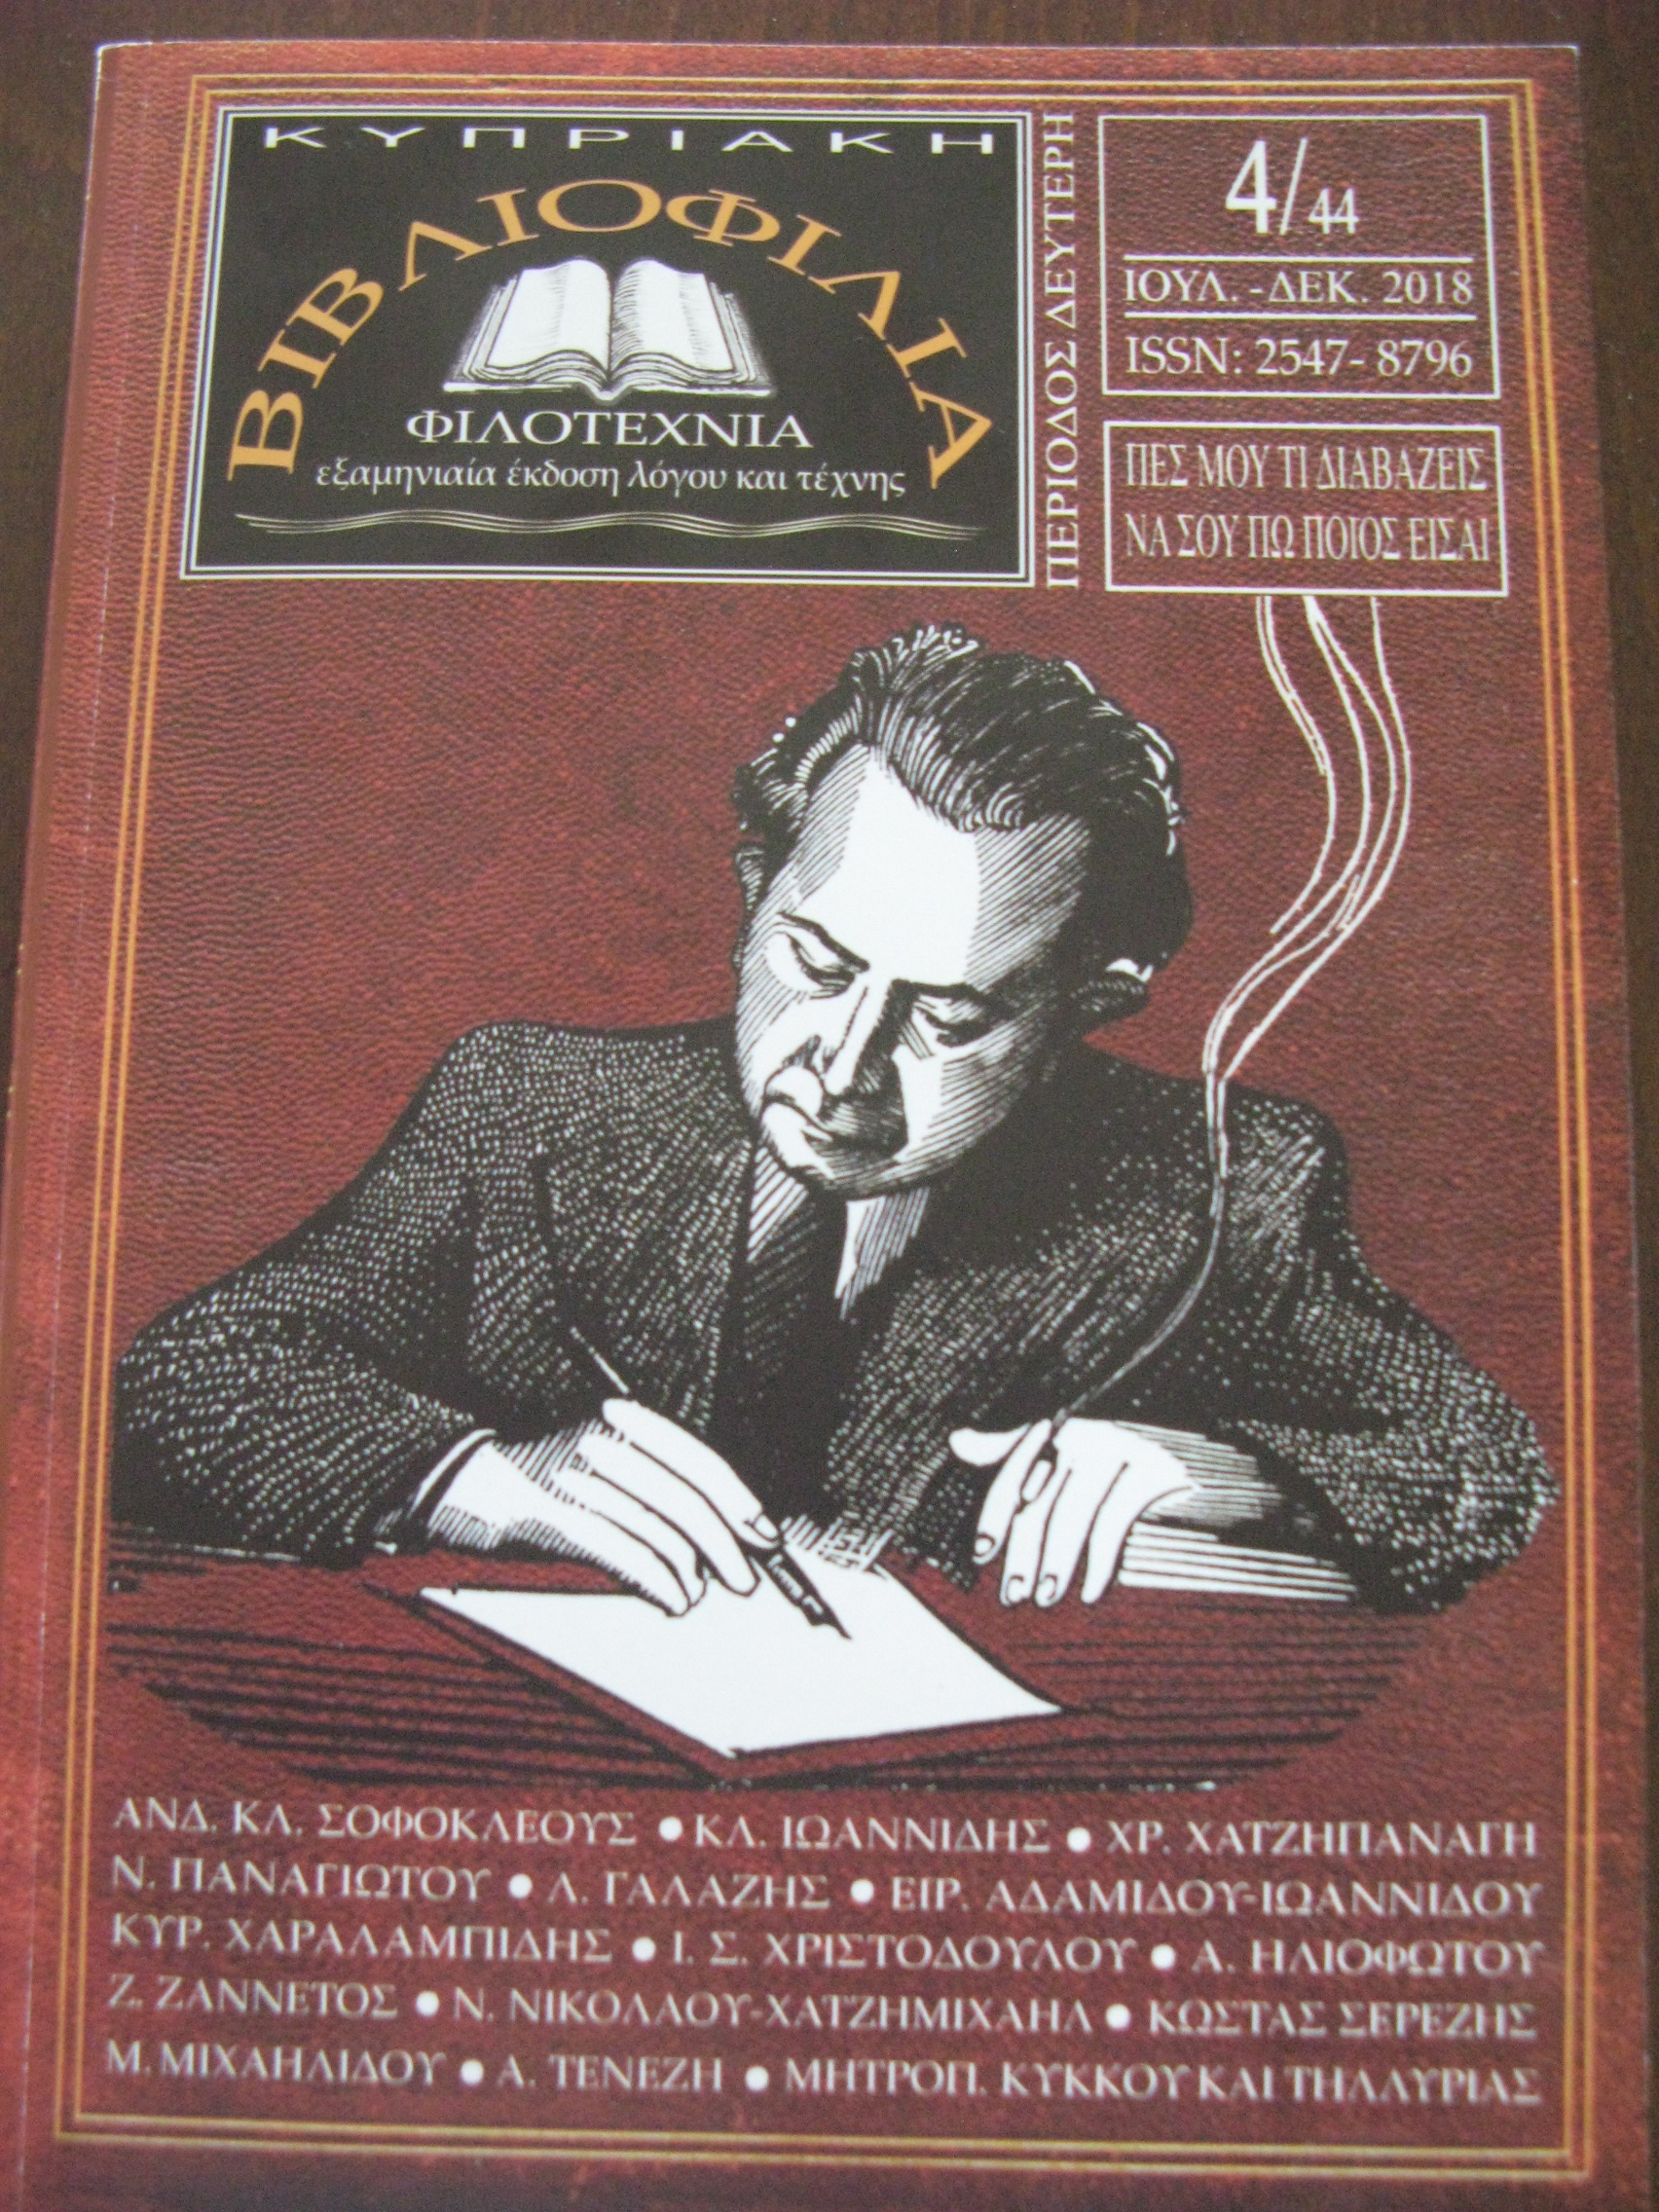 ΚΥΠΡΙΑΚΗ
ΒΙΒΛΙΟΦΙΛΙΑ
ΦΙΛΟΤΕΧΝΙΑ
εξαμηνιαία έκδοση λόγου και τέχνης
ΠΕΡΙΟΔΟΣ ΔΕΥΤΕΡΗ
4/44
ΙΟΥΛ. -ΔΕΚ. 2018
ISSN: 2547- 8796
ΠΕΣ ΜΟΥ ΤΙ ΔΙΑΒΑΖΕΙΣ
ΝΑ ΣΟΥ ΠΩ ΠΟΙΟΣ ΕΙΣΑΙ
ΑΝΔ. ΚΛ. ΣΟΦΟΚΛΕΟΥΣ • ΚΛ. ΙΩΑΝΝΙΔΗΣ • ΧΡ. ΧΑΤΖΗΠΑΝΑΓΗ
Ν. ΠΑΝΑΓΙΩΤΟΥ • Λ. ΓΑΛΑΖΗΣ • ΕΙΡ. ΑΔΑΜΙΔΟΥ-ΙΩΑΝΝΙΔΟΥ
ΚΥΡ. ΧΑΡΑΛΑΜΠΙΔΗΣ • Ι. Σ. ΧΡΙΣΤΟΔΟΥΛΟΥ • Α. ΗΛΙΟΦΩΤΟΥ
Ζ. ΖΑΝΝΕΤΟΣ • Ν. ΝΙΚΟΛΑΟΥ-ΧΑΤΖΗΜΙΧΑΗΛ • ΚΩΣΤΑΣ ΣΕΡΕΖΗΣ
Μ. ΜΙΧΑΗΛΙΔΟΥ • Α. ΤΕΝΕΖΗ • ΜΗΤΡΟΠ. ΚΥΚΚΟΥ ΚΑΙ ΤΗΛΛΥΡΙΑΣ